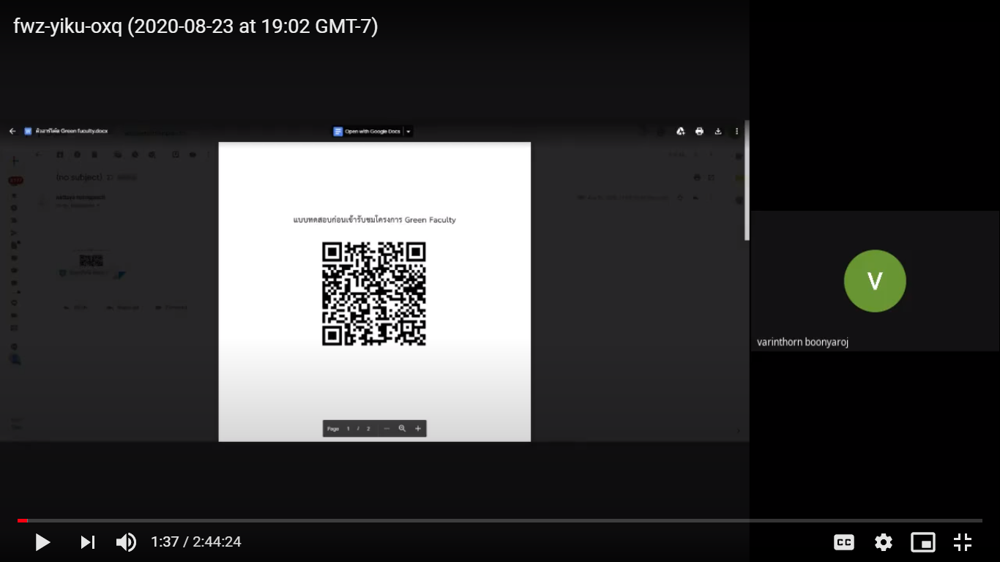 fwz-yiku-oxq (2020-08-23 at 19:02 GMT-7)
Green fuculty.docx
Open with Google Docs
(no subject)
แบบทดสอบก่อนเข้ารับชมโครงการ Green Faculty
Page 1 / 2
V
varinthorn boonyaroj
1:37 / 2:44:24
CC